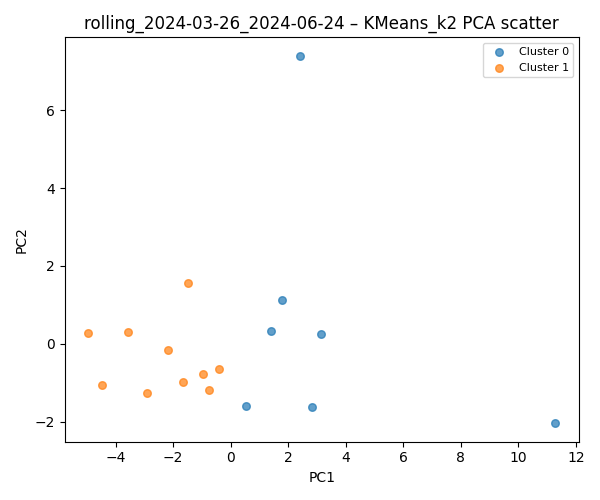 rolling_2024-03-26_2024-06-24 – KMeans_k2 PCA scatter
Cluster 0
Cluster 1
PC2
6
4
2
0
−2
−4
−2
0
2
4
6
8
10
12
PC1